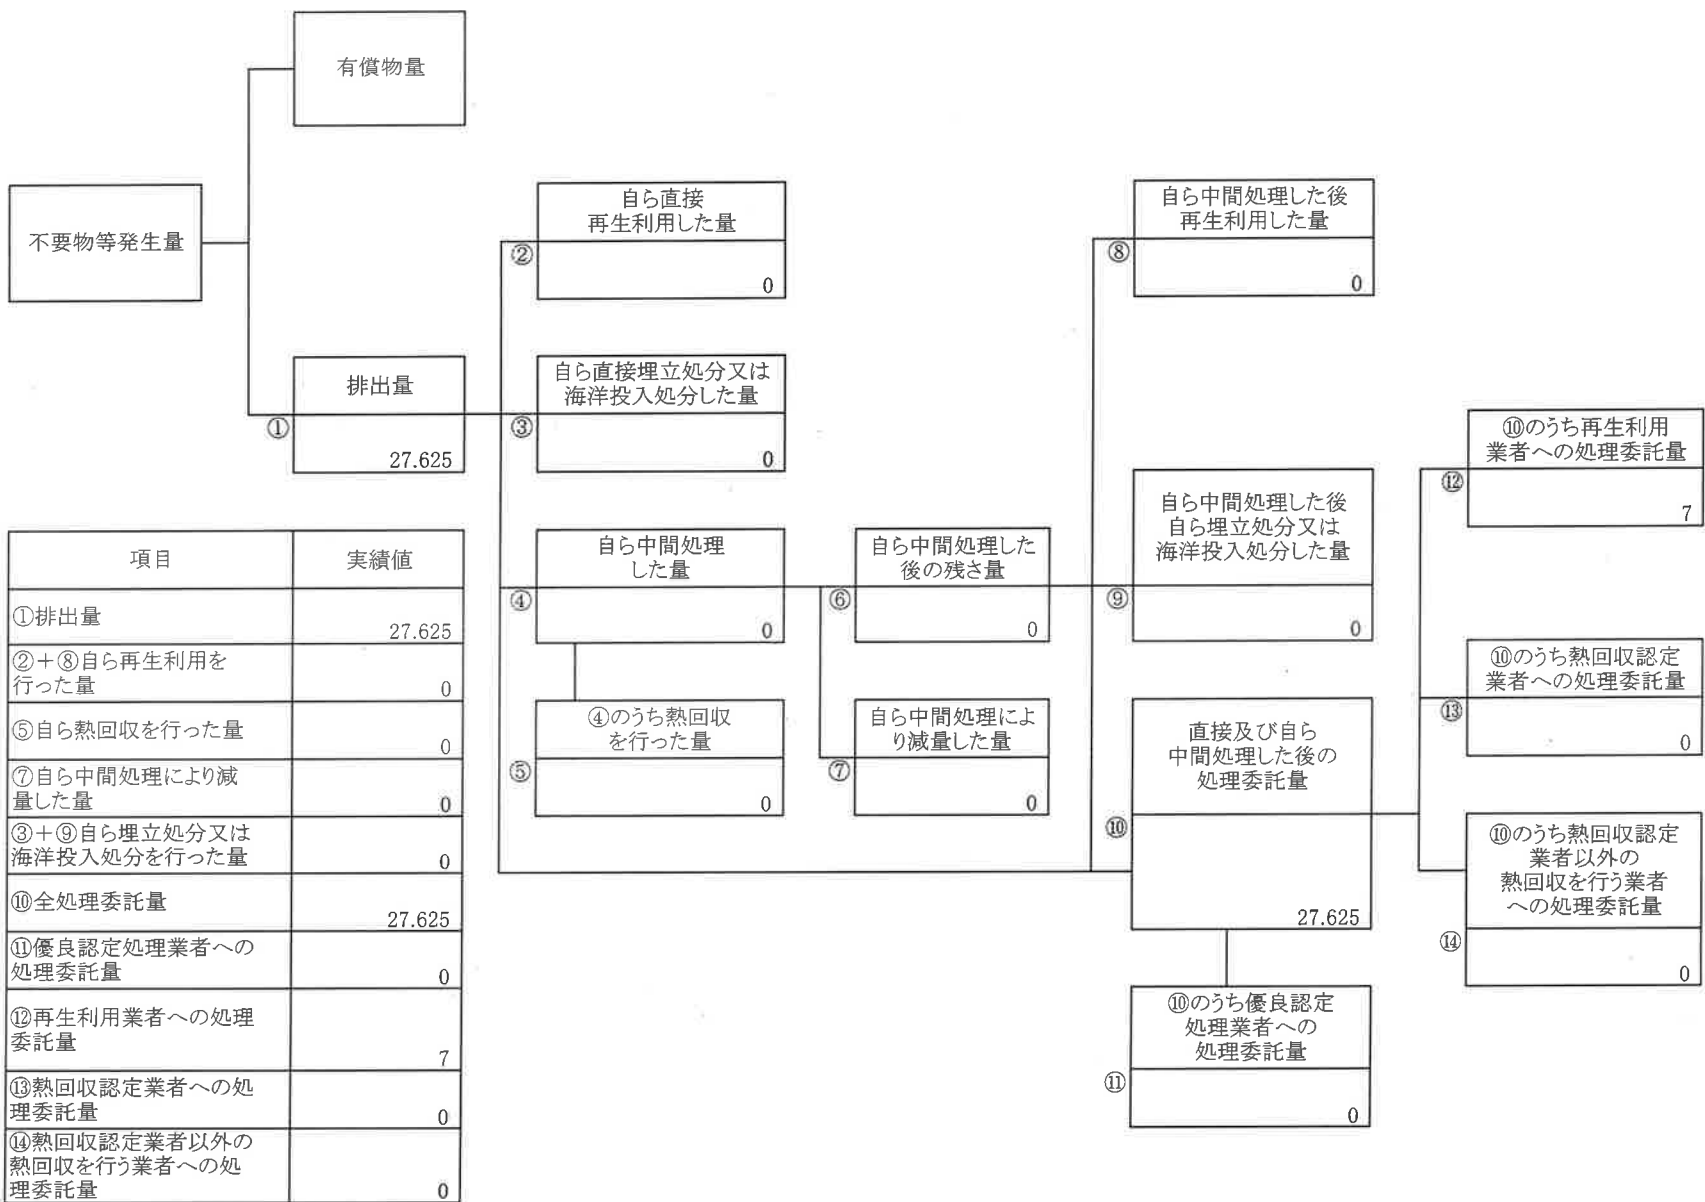 有償物量
不要物等発生量
排出量
①
27.625
自ら直接
再生利用した量
②
0
自ら直接埋立処分又は
海洋投入処分した量
③
0
自ら中間処理
した量
④
0
④のうち熱回収
を行った量
⑤
0
自ら中間処理した
後の残さ量
⑥
0
自ら中間処理によ
り減量した量
⑦
0
自ら中間処理した後
再生利用した量
⑧
0
自ら中間処理した後
自ら埋立処分又は
海洋投入処分した量
⑨
0
直接及び自ら
中間処理した後の
処理委託量
⑩
27.625
⑩のうち優良認定
処理業者への
処理委託量
⑪
0
⑩のうち再生利用
業者への処理委託量
⑫
7
⑩のうち熱回収認定
業者への処理委託量
⑬
0
⑩のうち熱回収認定
業者以外の
熱回収を行う業者
への処理委託量
⑭
0
項目 実績値
①排出量
27.625
②＋⑧自ら再生利用を
行った量 0
⑤自ら熱回収を行った量
0
⑦自ら中間処理により減
量した量 0
③＋⑨自ら埋立処分又は
海洋投入処分を行った量 0
⑩全処理委託量
27.625
⑪優良認定処理業者への
処理委託量 0
⑫再生利用業者への処理
委託量 7
⑬熱回収認定業者への処
理委託量 0
⑭熱回収認定業者以外の
熱回収を行う業者への処
理委託量 0